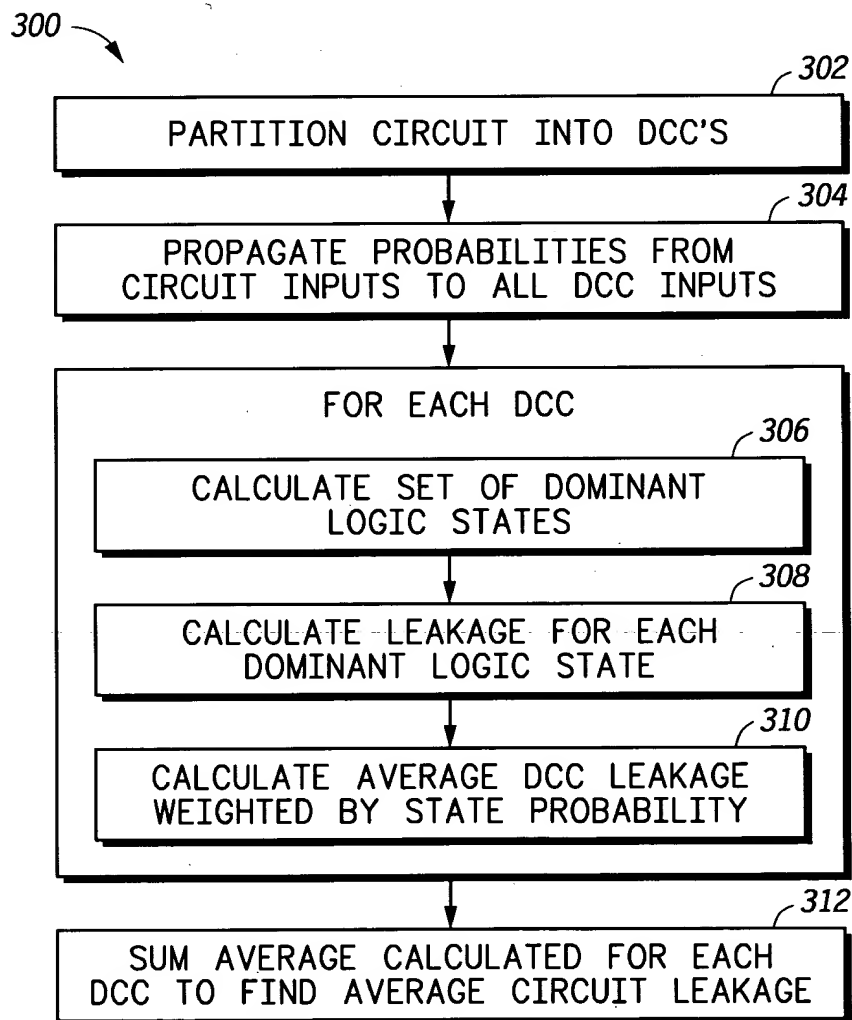 300
302
PARTITION CIRCUIT INTO DCC'S
304
PROPAGATE PROBABILITIES FROM
CIRCUIT INPUTS TO ALL DCC INPUTS
FOR EACH DCC
306
CALCULATE SET OF DOMINANT
LOGIC STATES
308
CALCULATE LEAKAGE FOR EACH
DOMINANT LOGIC STATE
310
CALCULATE AVERAGE DCC LEAKAGE
WEIGHTED BY STATE PROBABILITY
312
SUM AVERAGE CALCULATED FOR EACH
DCC TO FIND AVERAGE CIRCUIT LEAKAGE